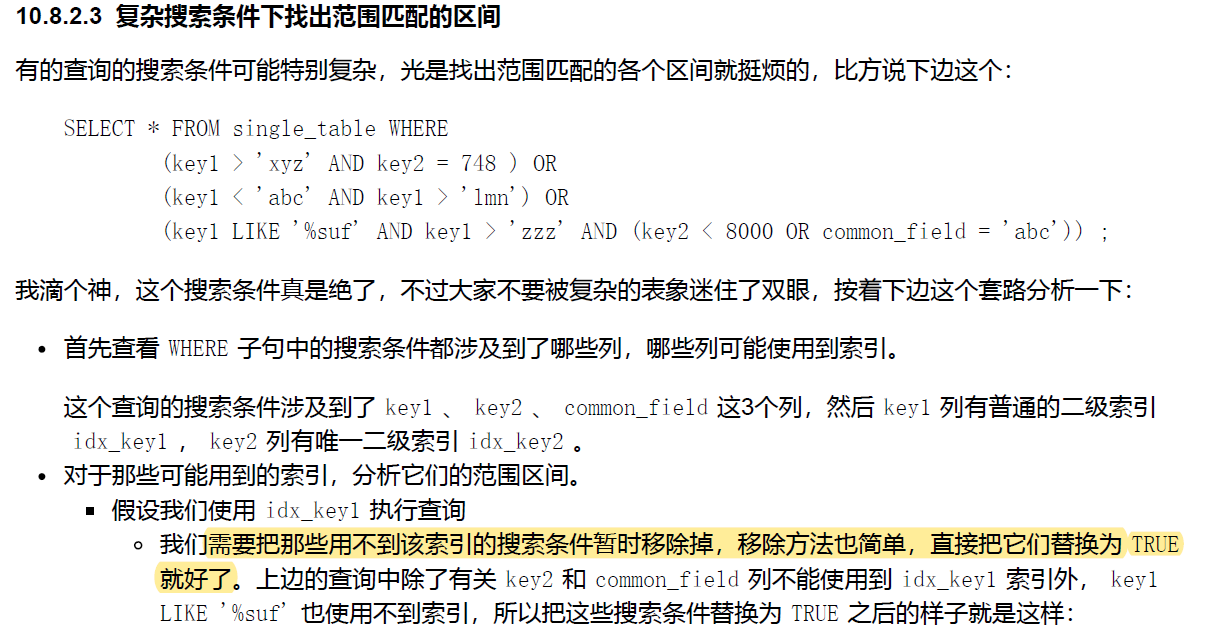 10.8.2.3 复杂搜索条件下找出范围匹配的区间
有的查询的搜索条件可能特别复杂，光是找出范围匹配的各个区间就挺烦的，比方说下边这个：
SELECT * FROM single_table WHERE
(key1 > 'xyz' AND key2 = 748 ) OR
(key1 < 'abc' AND key1 > 'lmn') OR
(key1 LIKE '%suf' AND key1 > 'zzz' AND (key2 < 8000 OR common_field = 'abc')) ;
我滴个神，这个搜索条件真是绝了，不过大家不要被复杂的表象迷住了双眼，按着下边这个套路分析一下：
• 首先查看 WHERE 子句中的搜索条件都涉及到了哪些列，哪些列可能使用到索引。
这个查询的搜索条件涉及到了 key1 、 key2 、 common_field 这3个列，然后 key1 列有普通的二级索引
idx_key1 ， key2 列有唯一二级索引 idx_key2 。
• 对于那些可能用到的索引，分析它们的范围区间。
▪ 假设我们使用 idx_key1 执行查询
◦ 我们需要把那些用不到该索引的搜索条件暂时移除掉，移除方法也简单，直接把它们替换为 TRUE
就好了。上边的查询中除了有关 key2 和 common_field 列不能使用到 idx_key1 索引外， key1
LIKE '%suf' 也使用不到索引，所以把这些搜索条件替换为 TRUE 之后的样子就是这样：